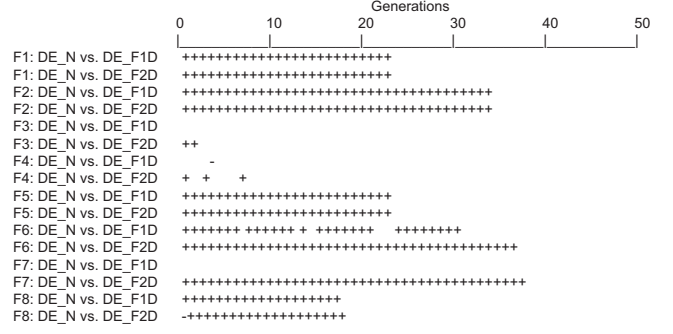 Generations
0 10 20 30 40 50
F1: DE_N vs. DE_F1D +++++++++++++++++++++++++
F1: DE_N vs. DE_F2D +++++++++++++++++++++++++
F2: DE_N vs. DE_F1D +++++++++++++++++++++++++++++++++++++
F2: DE_N vs. DE_F2D +++++++++++++++++++++++++++++++++++++
F3: DE_N vs. DE_F1D
F3: DE_N vs. DE_F2D ++
F4: DE_N vs. DE_F1D -
F4: DE_N vs. DE_F2D + + +
F5: DE_N vs. DE_F1D +++++++++++++++++++++++++
F5: DE_N vs. DE_F2D +++++++++++++++++++++++++
F6: DE_N vs. DE_F1D +++++++ ++++++ + +++++++ ++++++++
F6: DE_N vs. DE_F2D ++++++++++++++++++++++++++++++++++++++++
F7: DE_N vs. DE_F1D
F7: DE_N vs. DE_F2D +++++++++++++++++++++++++++++++++++++++++
F8: DE_N vs. DE_F1D +++++++++++++++++++
F8: DE_N vs. DE_F2D -+++++++++++++++++++